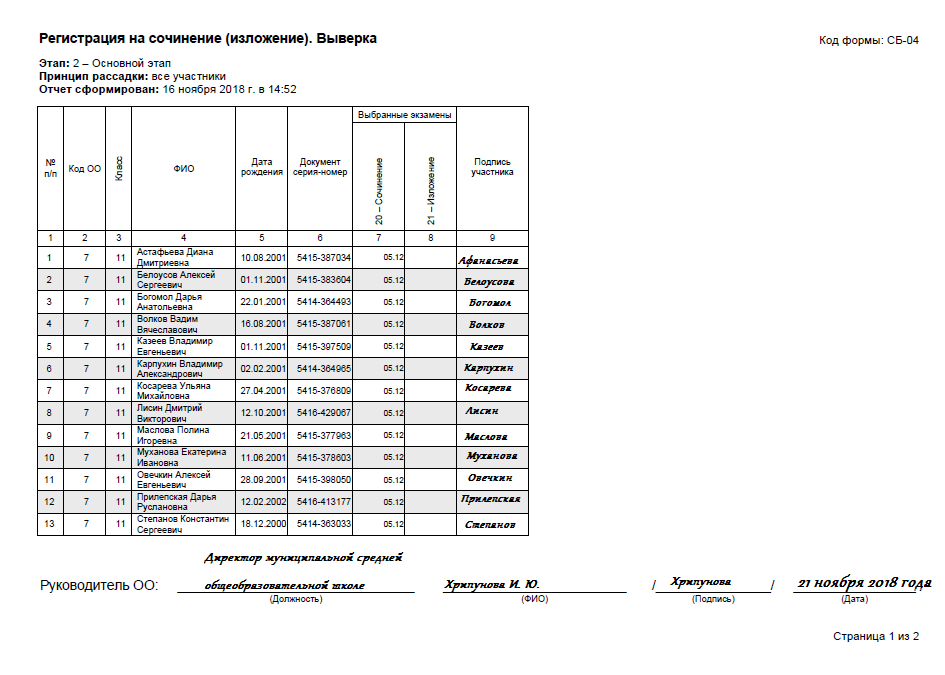 Регистрация на сочинение (изложение). Выверка
Код формы: СБ-04
Этап: 2 – Основной этап
Принцип рассадки: все участники
Отчет сформирован: 16 ноября 2018 г. в 14:52
№ п/п Код ОО Класс ФИО Дата рождения Документ серия-номер Выбранные экзамены 20 – Сочинение 21 – Изложение Подпись участника
1 2 3 4 5 6 7 8 9
1 7 11 Астафьева Диана Дмитриевна 10.08.2001 5415-387034 05.12 Афанасьева
2 7 11 Белоусов Алексей Сергеевич 01.11.2001 5415-383604 05.12 Белоусова
3 7 11 Богомол Дарья Анатольевна 22.01.2001 5414-364493 05.12 Богомол
4 7 11 Волков Вадим Вячеславович 16.08.2001 5415-387061 05.12 Волков
5 7 11 Казеев Владимир Евгеньевич 01.11.2001 5415-397509 05.12 Казеев
6 7 11 Карпухин Владимир Александрович 02.02.2001 5414-364965 05.12 Карпухин
7 7 11 Косарева Ульяна Михайловна 27.04.2001 5415-376809 05.12 Косарева
8 7 11 Лисин Дмитрий Викторович 12.10.2001 5416-429067 05.12 Лисин
9 7 11 Маслова Полина Игоревна 21.05.2001 5415-377963 05.12 Маслова
10 7 11 Муханова Екатерина Ивановна 11.06.2001 5415-378603 05.12 Муханова
11 7 11 Овечкин Алексей Евгеньевич 28.09.2001 5415-398050 05.12 Овечкин
12 7 11 Прилепская Дарья Руслановна 12.02.2002 5416-413177 05.12 Прилепская
13 7 11 Степанов Константин Сергеевич 18.12.2000 5414-363033 05.12 Степанов
Директор муниципальной средней
Руководитель ОО: общеобразовательной школе Хрипунова И. Ю. / Хрипунова / 21 ноября 2018 года
(Должность) (ФИО) (Подпись) (Дата)
Страница 1 из 2